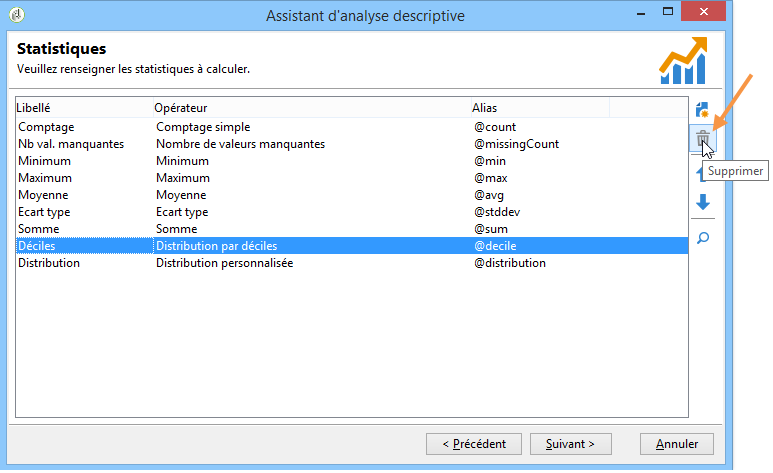 Assistant d'analyse descriptive
Statistiques
Veuillez renseigner les statistiques à calculer.
Libellé Opérateur Alias
Comptage Comptage simple @count
Nb val. manquantes Nombre de valeurs manquantes @missingCount
Minimum Minimum @min
Maximum Maximum @max
Moyenne Moyenne @avg
Ecart type Ecart type @stddev
Somme Somme @sum
Déciles Distribution par déciles @decile
Distribution Distribution personnalisée @distribution
Supprimer
< Précédent Suivant > Annuler